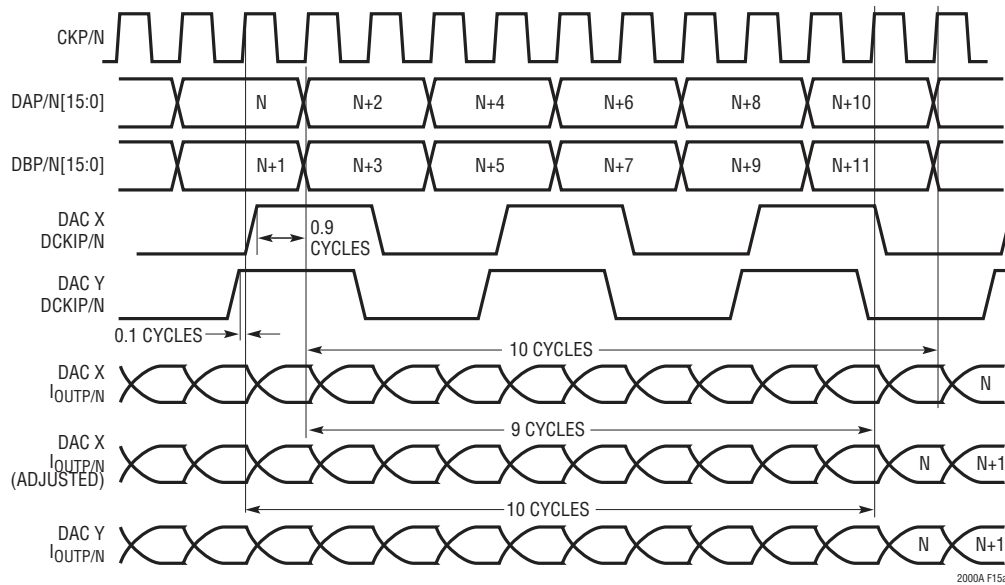 CKP/N
DAP/N[15:0]
N
N+2
N+4
N+6
N+8
N+10
DBP/N[15:0]
N+1
N+3
N+5
N+7
N+9
N+11
DAC X
DCKIP/N
0.9
CYCLES
DAC Y
DCKIP/N
0.1 CYCLES
10 CYCLES
DAC X
IOUTP/N
N
9 CYCLES
DAC X
IOUTP/N
(ADJUSTED)
N
N+1
10 CYCLES
DAC Y
IOUTP/N
N
N+1